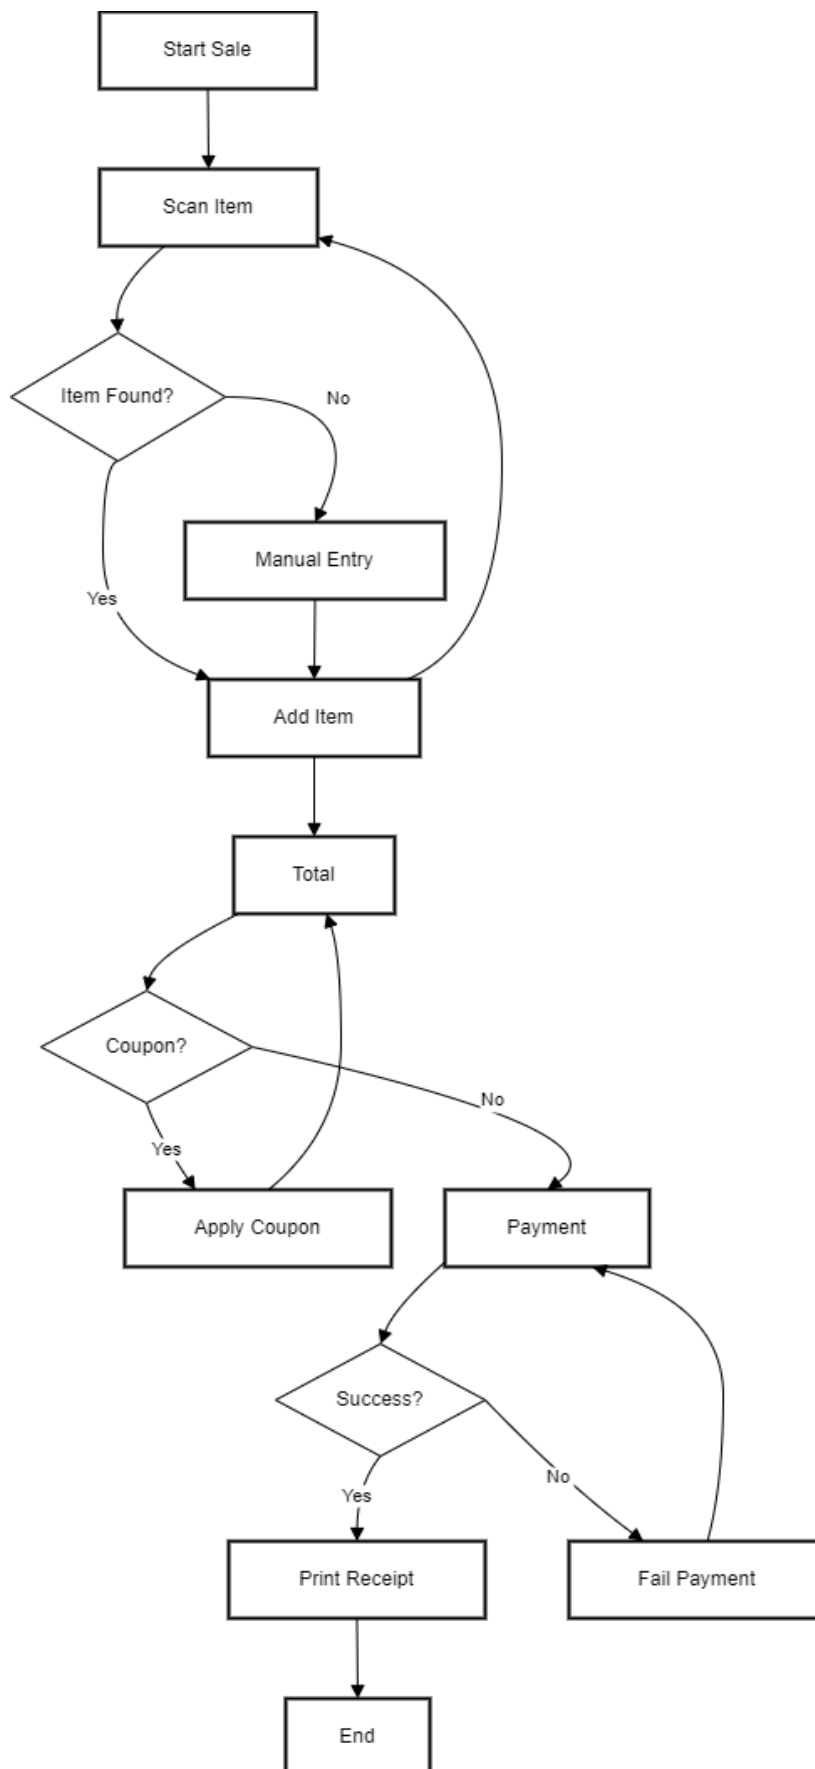 Start Sale
Scan Item
Item Found?
No
Manual Entry
Yes
Add Item
Total
Coupon?
No
Yes
Apply Coupon
Payment
Success?
No
Yes
Print Receipt
Fail Payment
End